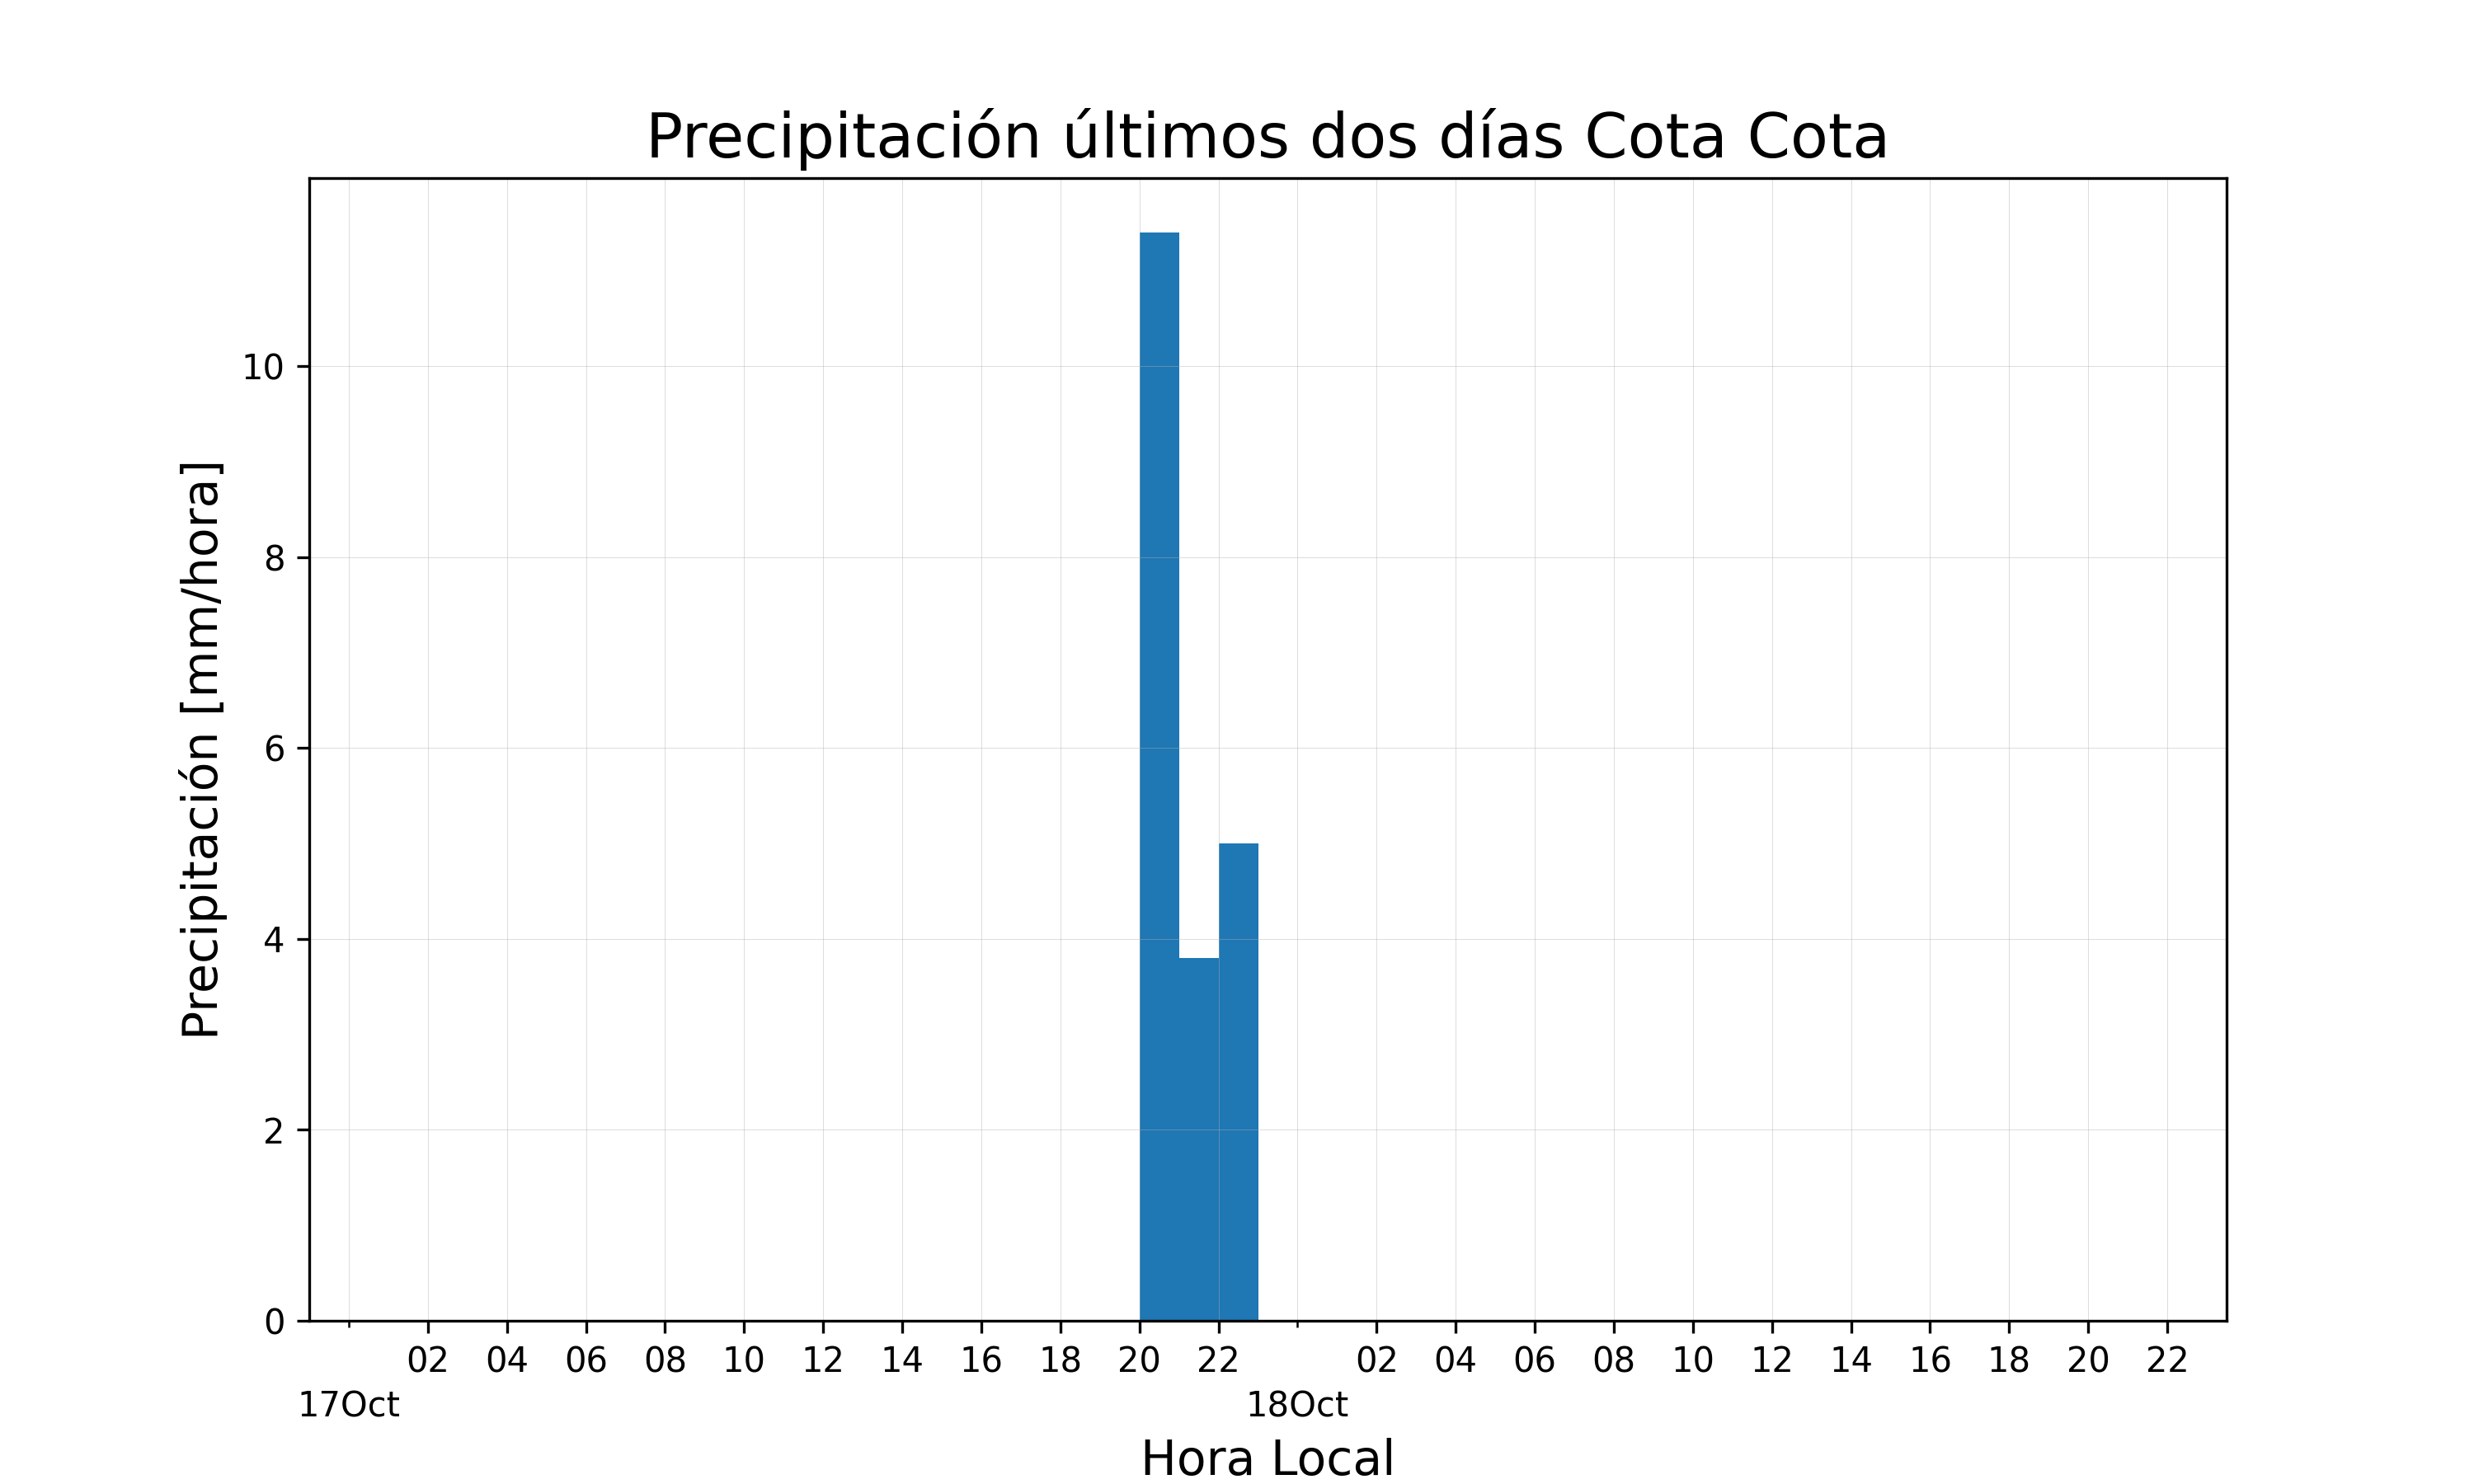 Precipitación últimos dos días Cota Cota
Precipitación [mm/hora]
10
8
6
4
2
0
02 04 06 08 10 12 14 16 18 20 22 02 04 06 08 10 12 14 16 18 20 22
17Oct 18Oct
Hora Local